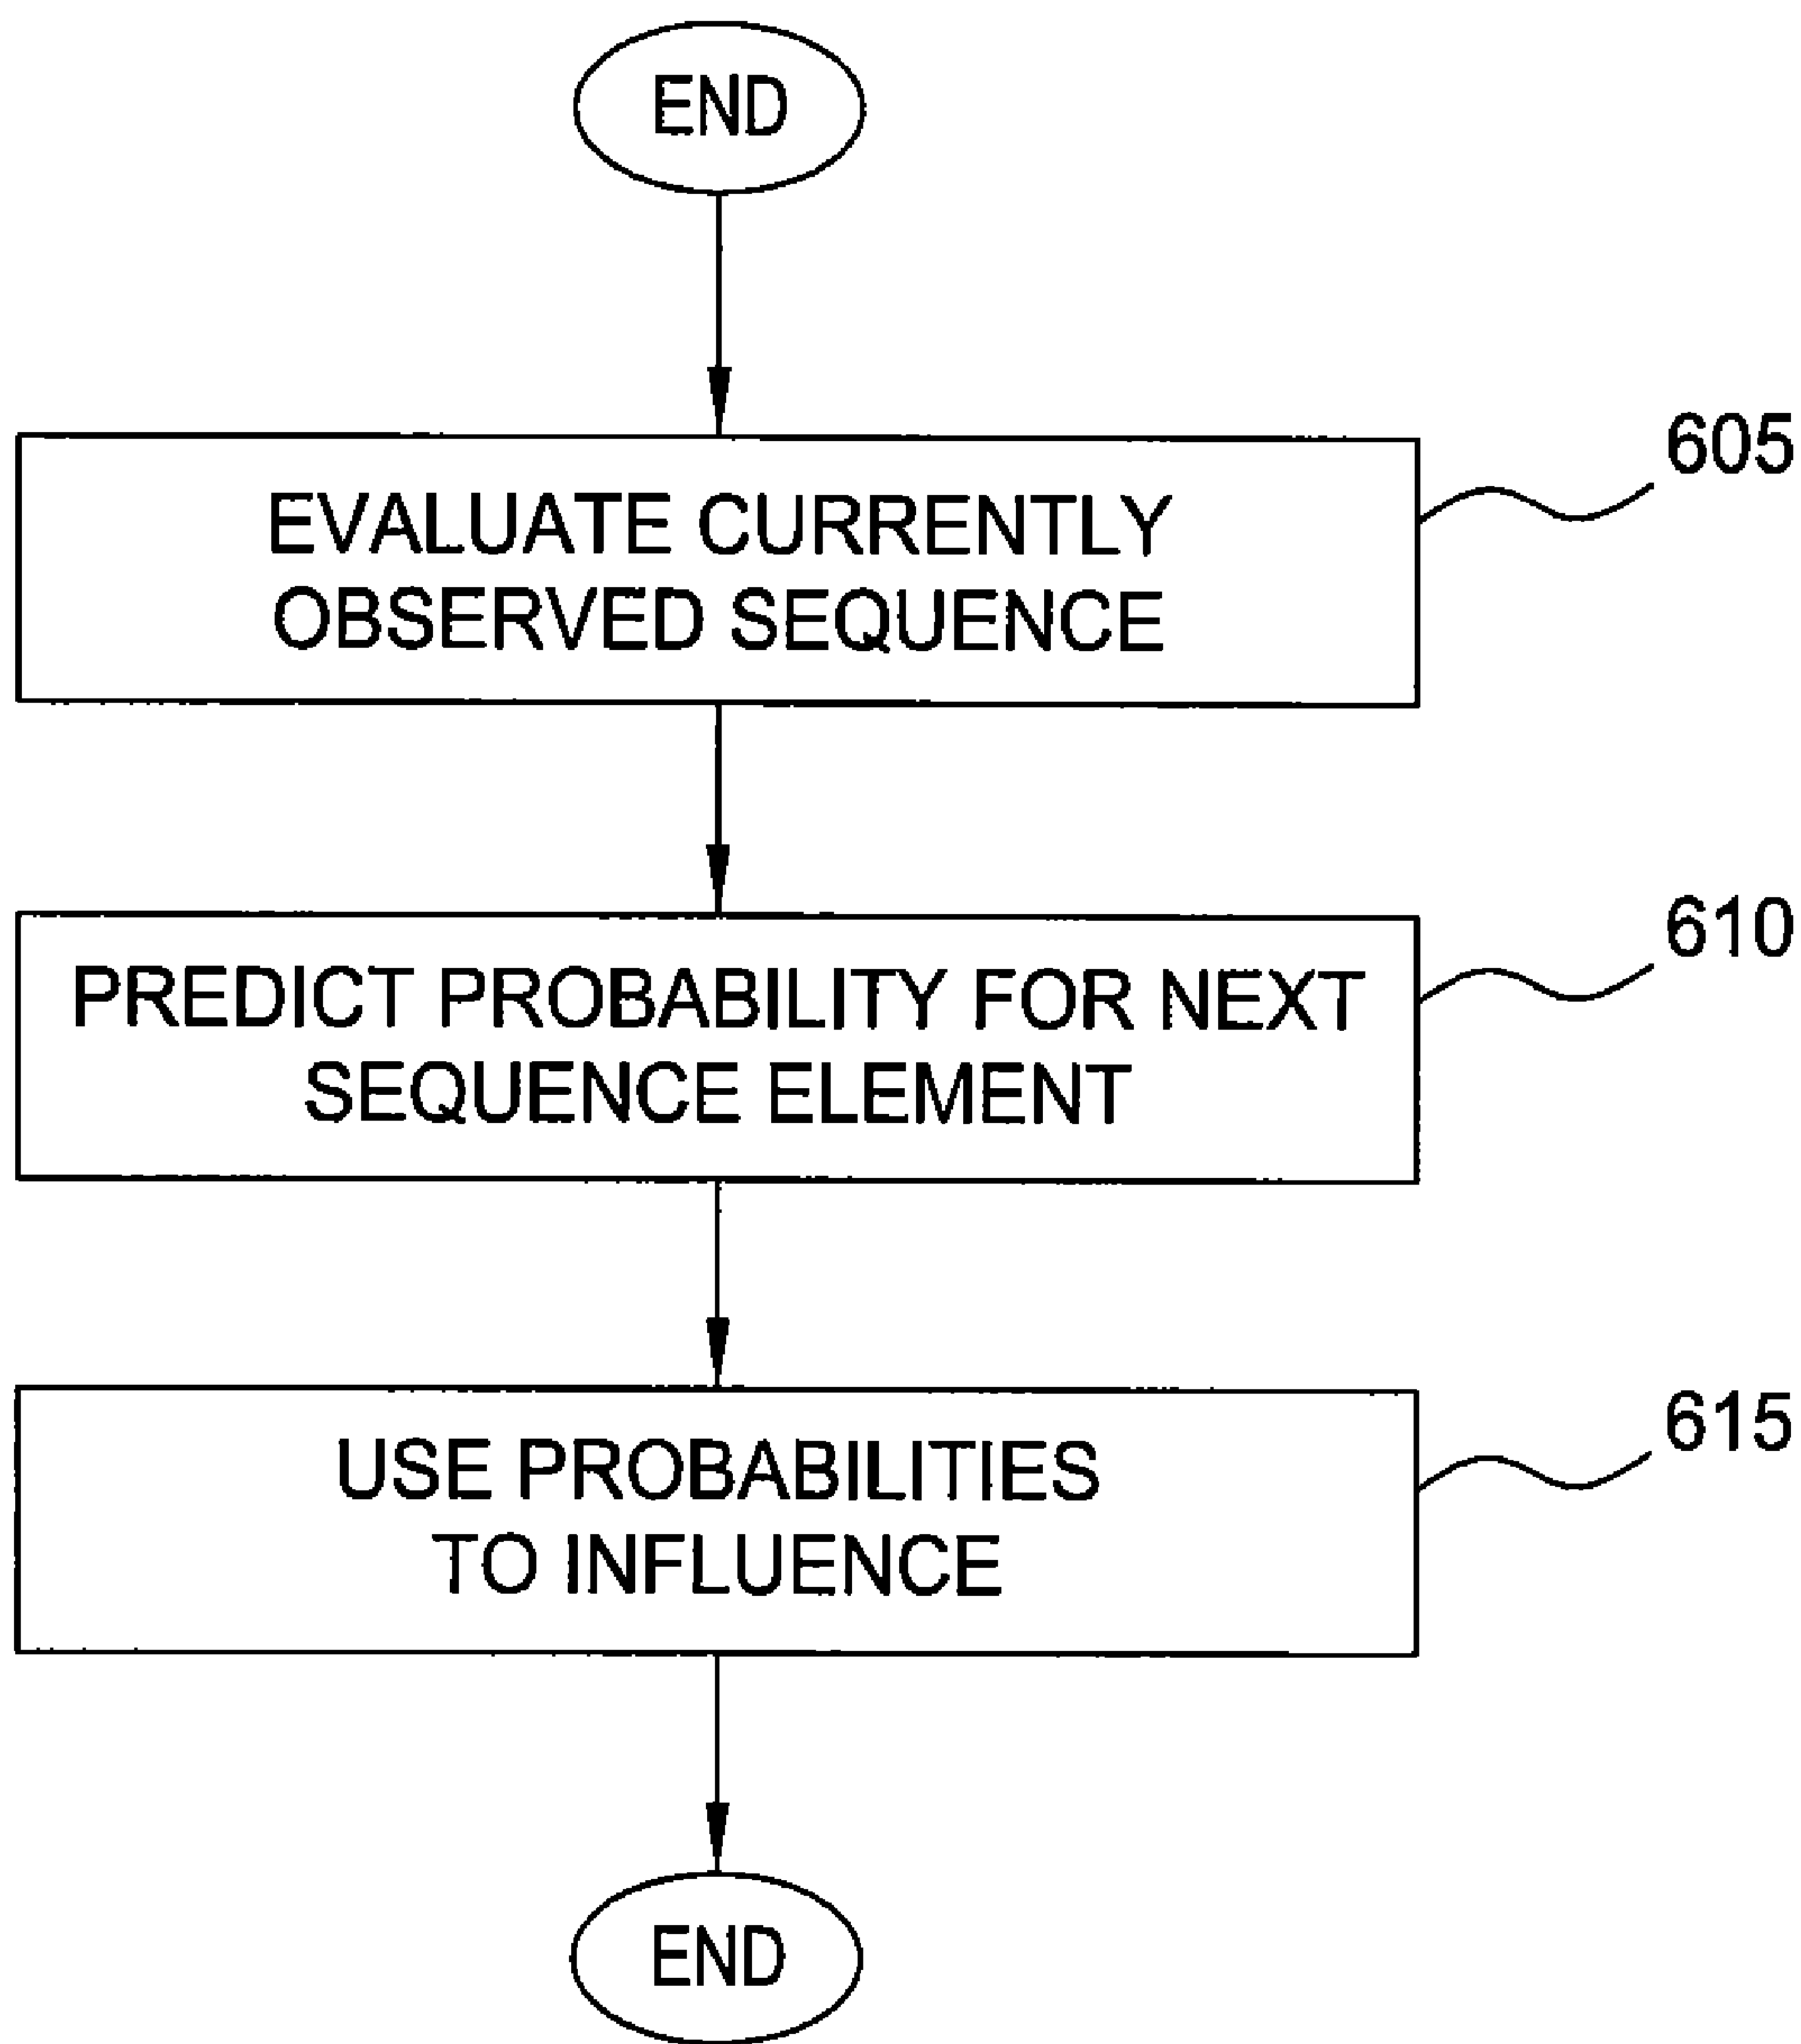 END
605
EVALUATE CURRENTLY
OBSERVED SEQUENCE
610
PREDICT PROBABILITY FOR NEXT
SEQUENCE ELEMENT
615
USE PROBABILITIES
TO INFLUENCE
END